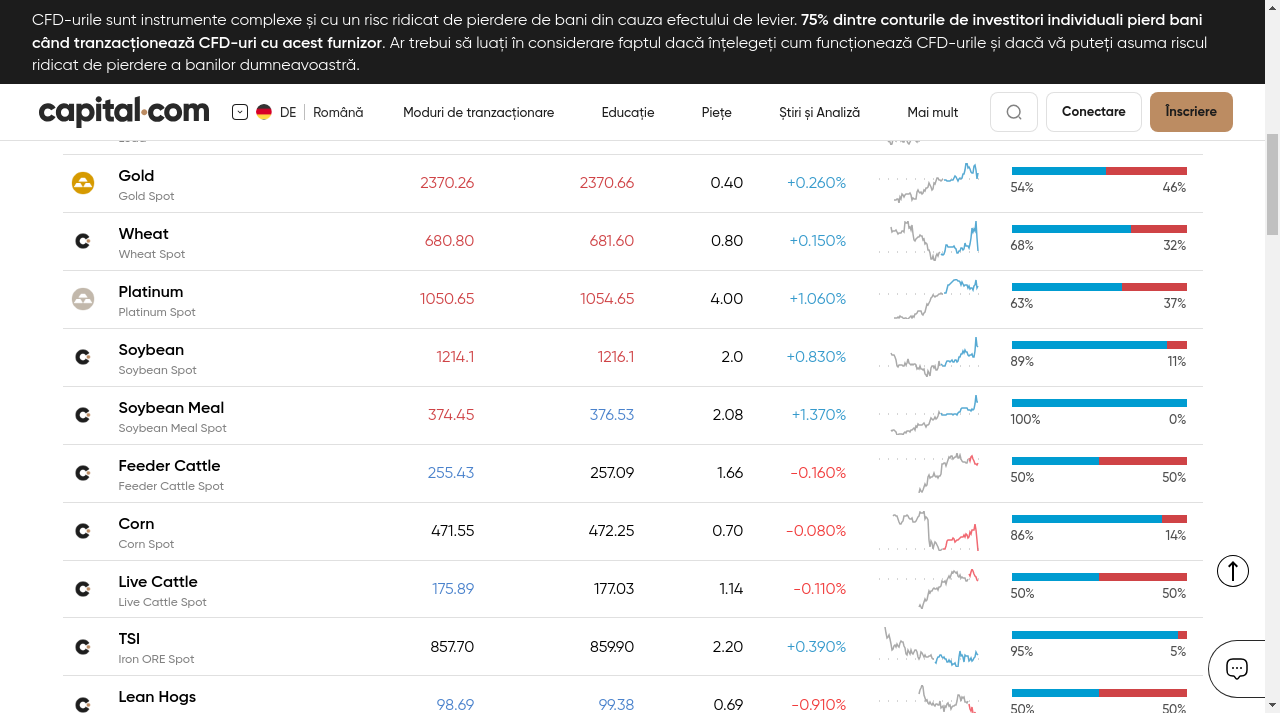 CFD-urile sunt instrumente complexe și cu un risc ridicat de pierdere de bani din cauza efectului de levier. 75% dintre conturile de investitori individuali pierd bani
când tranzacționează CFD-uri cu acest furnizor. Ar trebui să luați în considerare faptul dacă înțelegeți cum funcționează CFD-urile și dacă vă puteți asuma riscul
ridicat de pierdere a banilor dumneavoastră.
capital.com DE Română Moduri de tranzacționare Educație Piețe Știri și Analiză Mai mult Conectare Înscriere
Gold 2370.26 2370.66 0.40 +0.260%
Gold Spot 54% 46%
Wheat 680.80 681.60 0.80 +0.150%
Wheat Spot 68% 32%
Platinum 1050.65 1054.65 4.00 +1.060%
Platinum Spot 63% 37%
Soybean 1214.1 1216.1 2.0 +0.830%
Soybean Spot 89% 11%
Soybean Meal 374.45 376.53 2.08 +1.370%
Soybean Meal Spot 100% 0%
Feeder Cattle 255.43 257.09 1.66 -0.160%
Feeder Cattle Spot 50% 50%
Corn 471.55 472.25 0.70 -0.080%
Corn Spot 86% 14%
Live Cattle 175.89 177.03 1.14 -0.110%
Live Cattle Spot 50% 50%
TSI 857.70 859.90 2.20 +0.390%
Iron ORE Spot 95% 5%
Lean Hogs 98.69 99.38 0.69 -0.910%
50% 50%